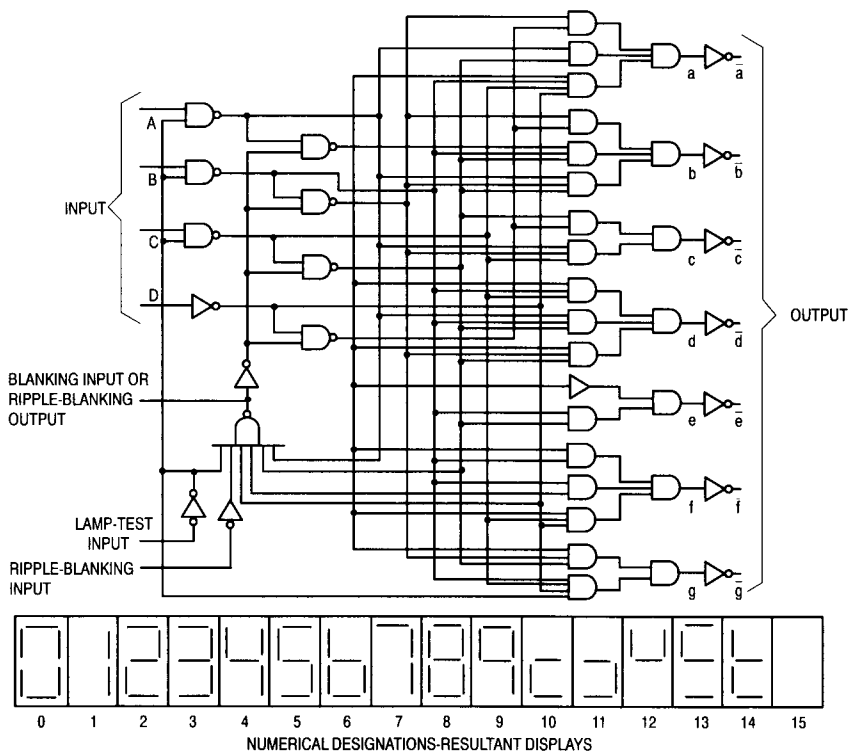 a
a̅
A
b
b̅
B
INPUT
C
c
c̅
D
d
d̅
OUTPUT
BLANKING INPUT OR
RIPPLE-BLANKING
OUTPUT
e
e̅
f
f̅
LAMP-TEST
INPUT
RIPPLE-BLANKING
INPUT
g
g̅
0 1 2 3 4 5 6 7 8 9 10 11 12 13 14 15
NUMERICAL DESIGNATIONS-RESULTANT DISPLAYS